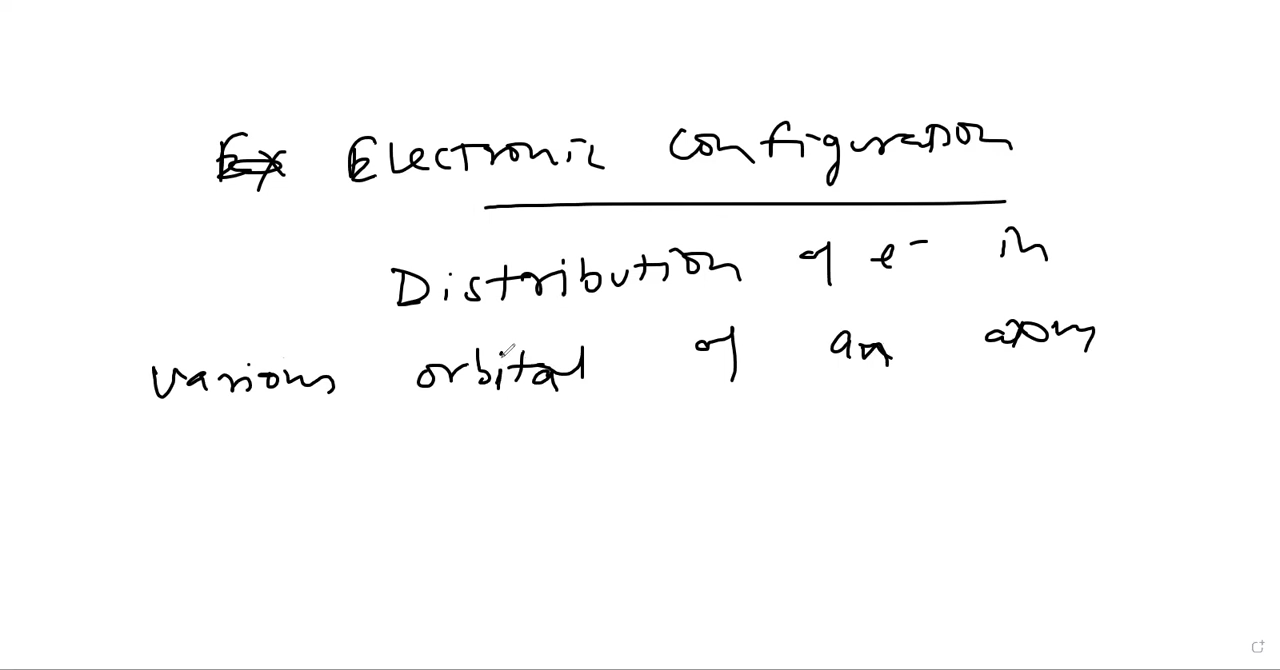 Ex Electronic configuration
Distribution of e⁻ in
various orbital of an atom